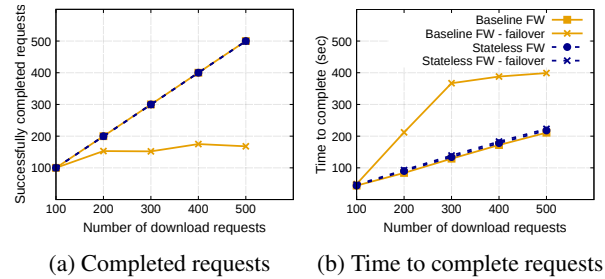 Successfully completed requests
500
400
300
200
100
100 200 300 400 500
Number of download requests
(a) Completed requests
Time to complete (sec)
500
400
300
200
100
100 200 300 400 500
Number of download requests
Baseline FW
Baseline FW - failover
Stateless FW
Stateless FW - failover
(b) Time to complete requests